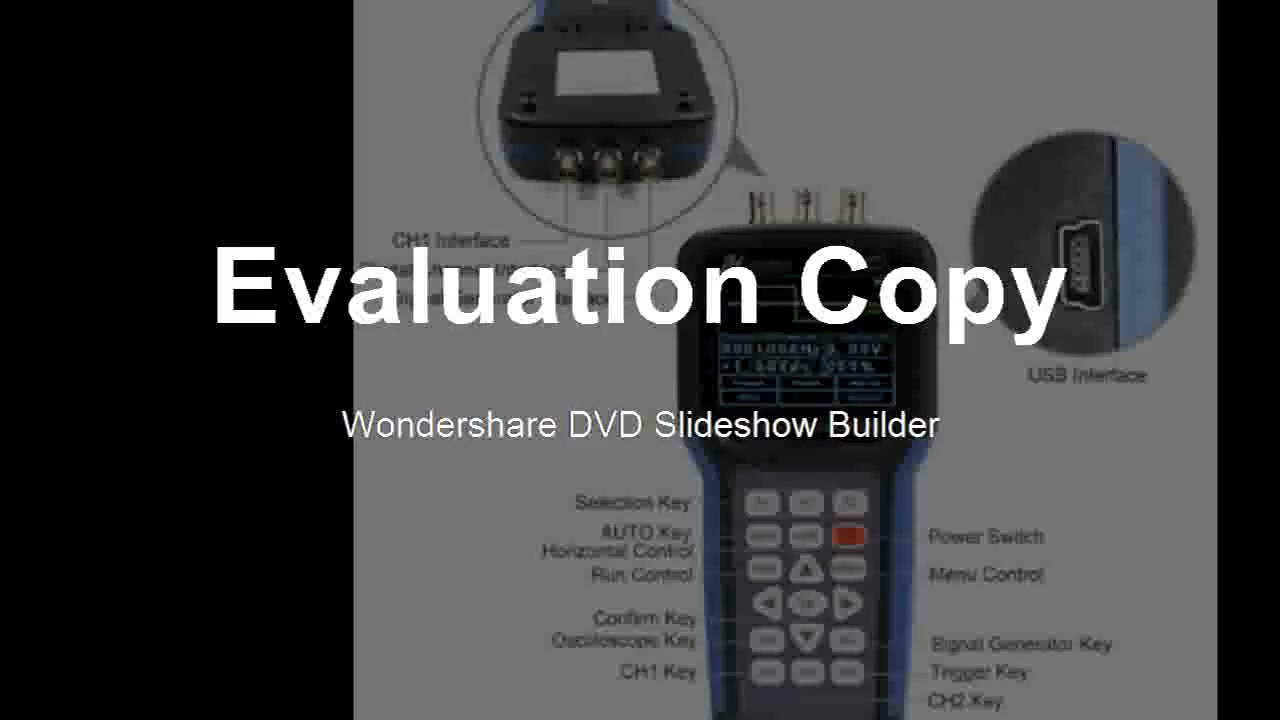 CH1 Interface
Evaluation Copy
USB Interface
Wondershare DVD Slideshow Builder
Selection Key
AUTO Key
Horizontal Control
Run Control
Confirm Key
Osciloscope Key
CH1 Key
Power Switch
Menu Control
Signal Generator Key
Trigger Key
CH2 Key